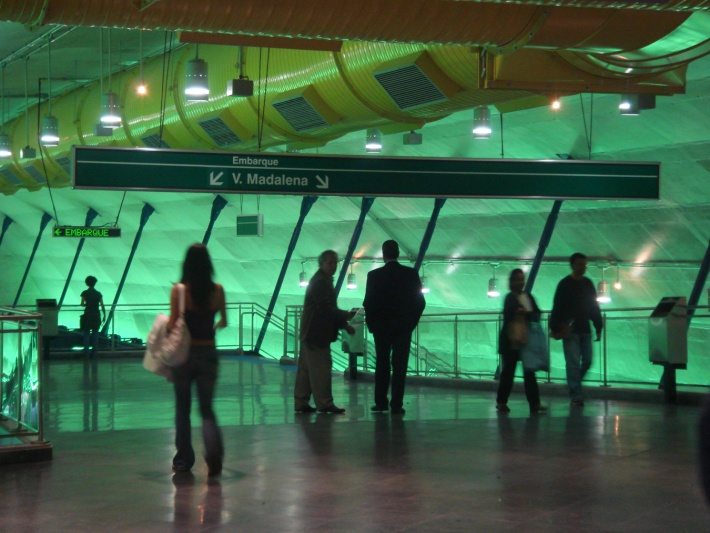 Embarque
↙ V. Madalena ↘
← EMBARQUE